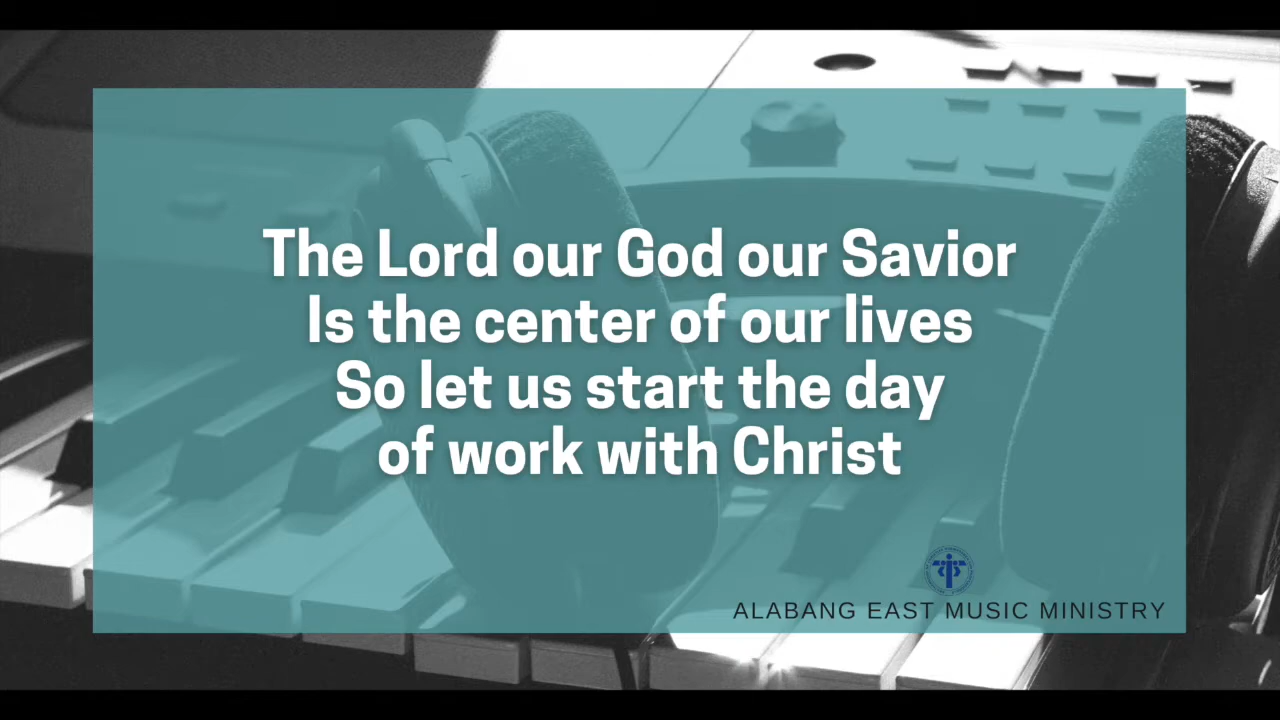 The Lord our God our Savior
Is the center of our lives
So let us start the day
of work with Christ
ALABANG EAST MUSIC MINISTRY